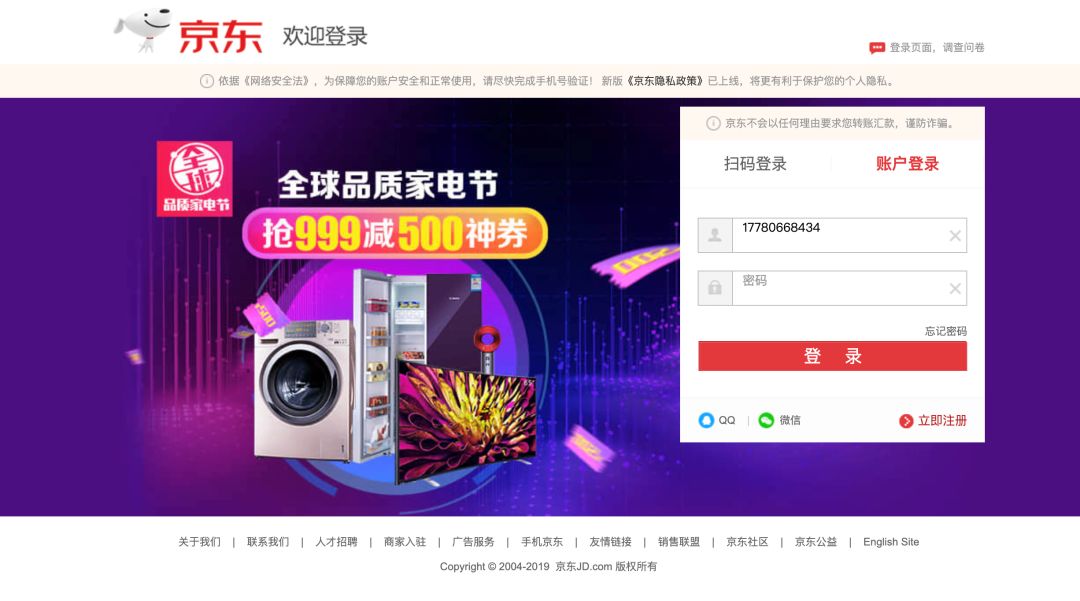 京东 欢迎登录
登录页面，调查问卷
依据《网络安全法》，为保障您的账户安全和正常使用，请尽快完成手机号验证！ 新版《京东隐私政策》已上线，将更有利于保护您的个人隐私。
京东不会以任何理由要求您转账汇款，谨防诈骗。
扫码登录 账户登录
全球
品质家电节
全球品质家电节
抢999减500神券
17780668434
密码
忘记密码
登 录
QQ | 微信 立即注册
关于我们 | 联系我们 | 人才招聘 | 商家入驻 | 广告服务 | 手机京东 | 友情链接 | 销售联盟 | 京东社区 | 京东公益 | English Site
Copyright © 2004-2019 京东JD.com 版权所有